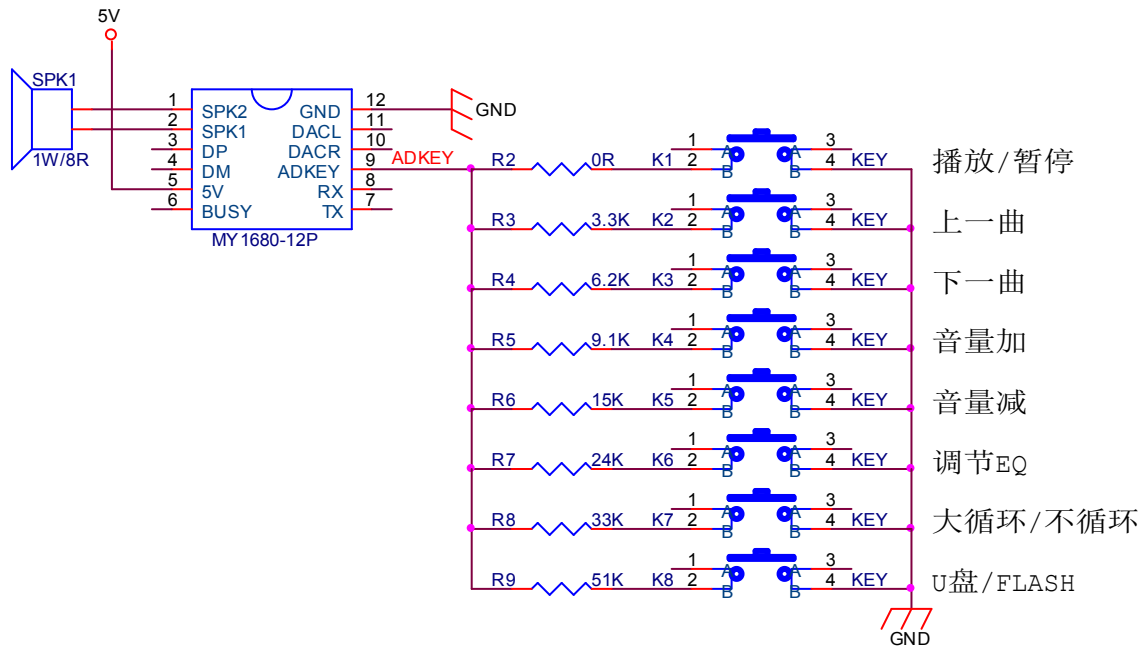 5V
SPK1
1W/8R
1 SPK2 GND 12 GND
2 SPK1 DACL 11
3 DP DACR 10
4 DM ADKEY 9 ADKEY
5 5V RX 8
6 BUSY TX 7
MY1680-12P
1 A A 3
R2 0R K1 2 B B 4 KEY 播放/暂停
1 A A 3
R3 3.3K K2 2 B B 4 KEY 上一曲
1 A A 3
R4 6.2K K3 2 B B 4 KEY 下一曲
1 A A 3
R5 9.1K K4 2 B B 4 KEY 音量加
1 A A 3
R6 15K K5 2 B B 4 KEY 音量减
1 A A 3
R7 24K K6 2 B B 4 KEY 调节EQ
1 A A 3
R8 33K K7 2 B B 4 KEY 大循环/不循环
1 A A 3
R9 51K K8 2 B B 4 KEY U盘/FLASH
GND